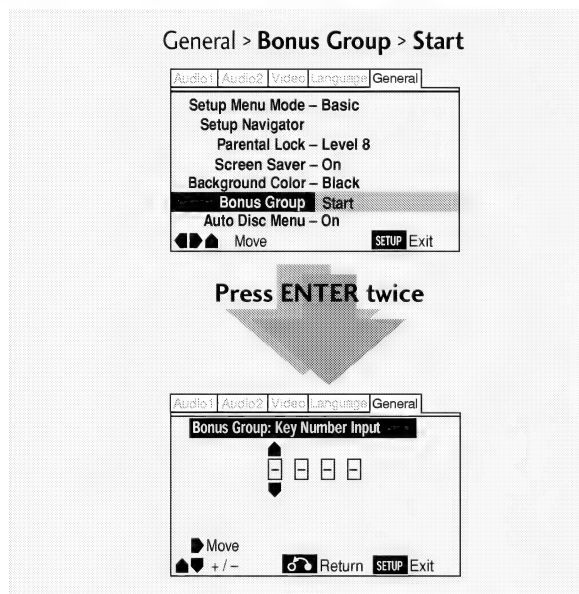 General > Bonus Group > Start
Audio1 Audio2 Video Language General
Setup Menu Mode – Basic
Setup Navigator
Parental Lock – Level 8
Screen Saver – On
Background Color – Black
Bonus Group Start
Auto Disc Menu – On
Move SETUP Exit
Press ENTER twice
Audio1 Audio2 Video Language General
Bonus Group: Key Number Input
– – – –
Move
+ / – Return SETUP Exit